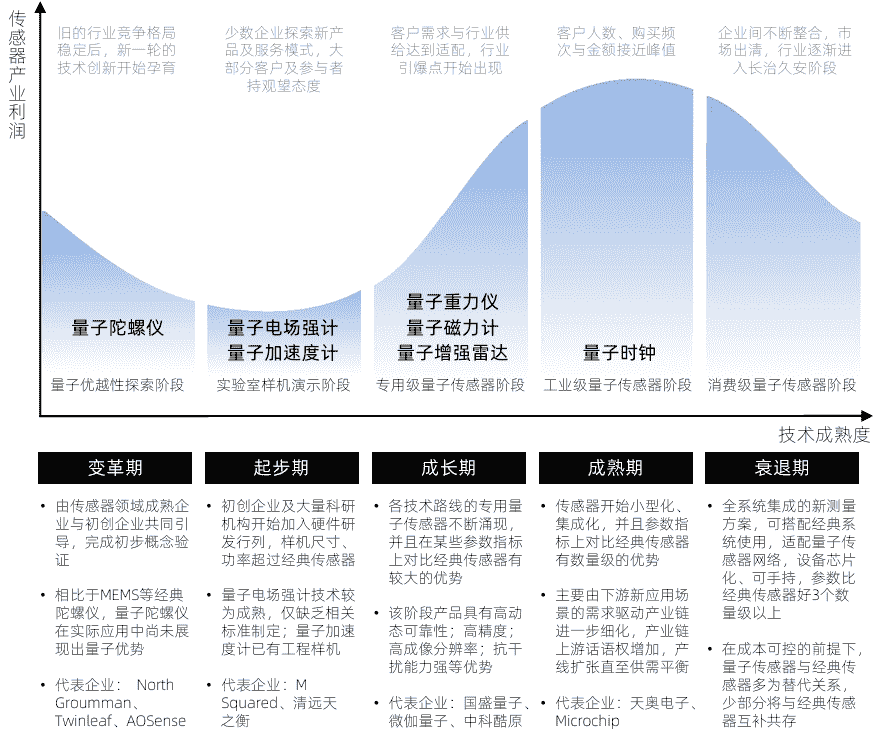 传感器产业利润
旧的行业竞争格局
稳定后，新一轮的
技术创新开始孕育
少数企业探索新产
品及服务模式，大
部分客户及参与者
持观望态度
客户需求与行业供
给达到适配，行业
引爆点开始出现
客户人数、购买频
次与金额接近峰值
企业间不断整合，市
场出清，行业逐渐进
入长治久安阶段
量子陀螺仪
量子电场强计
量子加速度计
量子重力仪
量子磁力计
量子增强雷达
量子时钟
量子优越性探索阶段
实验室样机演示阶段
专用级量子传感器阶段
工业级量子传感器阶段
消费级量子传感器阶段
技术成熟度
变革期
• 由传感器领域成熟企
业与初创企业共同引
导，完成初步概念验
证
• 相比于MEMS等经典
陀螺仪，量子陀螺仪
在实际应用中尚未展
现出量子优势
• 代表企业： North
Groumman、
Twinleaf、AOSense
起步期
• 初创企业及大量科研
机构开始加入硬件研
发行列，样机尺寸、
功率超过经典传感器
• 量子电场强计技术较
为成熟，仅缺乏相关
标准制定；量子加速
度计已有工程样机
• 代表企业：M
Squared、清远天
之衡
成长期
• 各技术路线的专用量
子传感器不断涌现，
并且在某些参数指标
上对比经典传感器有
较大的优势
• 该阶段产品具有高动
态可靠性；高精度；
高成像分辨率；抗干
扰能力强等优势
• 代表企业：国盛量子、
微伽量子、中科酷原
成熟期
• 传感器开始小型化、
集成化，并且参数指
标上对比经典传感器
有数量级的优势
• 主要由下游新应用场
景的需求驱动产业链
进一步细化，产业链
上游话语权增加，产
线扩张直至供需平衡
• 代表企业：天奥电子、
Microchip
衰退期
• 全系统集成的新测量
方案，可搭配经典系
统使用，适配量子传
感器网络，设备芯片
化、可手持，参数比
经典传感器好3个数
量级以上
• 在成本可控的前提下，
量子传感器与经典传
感器多为替代关系，
少部分将与经典传感
器互补共存